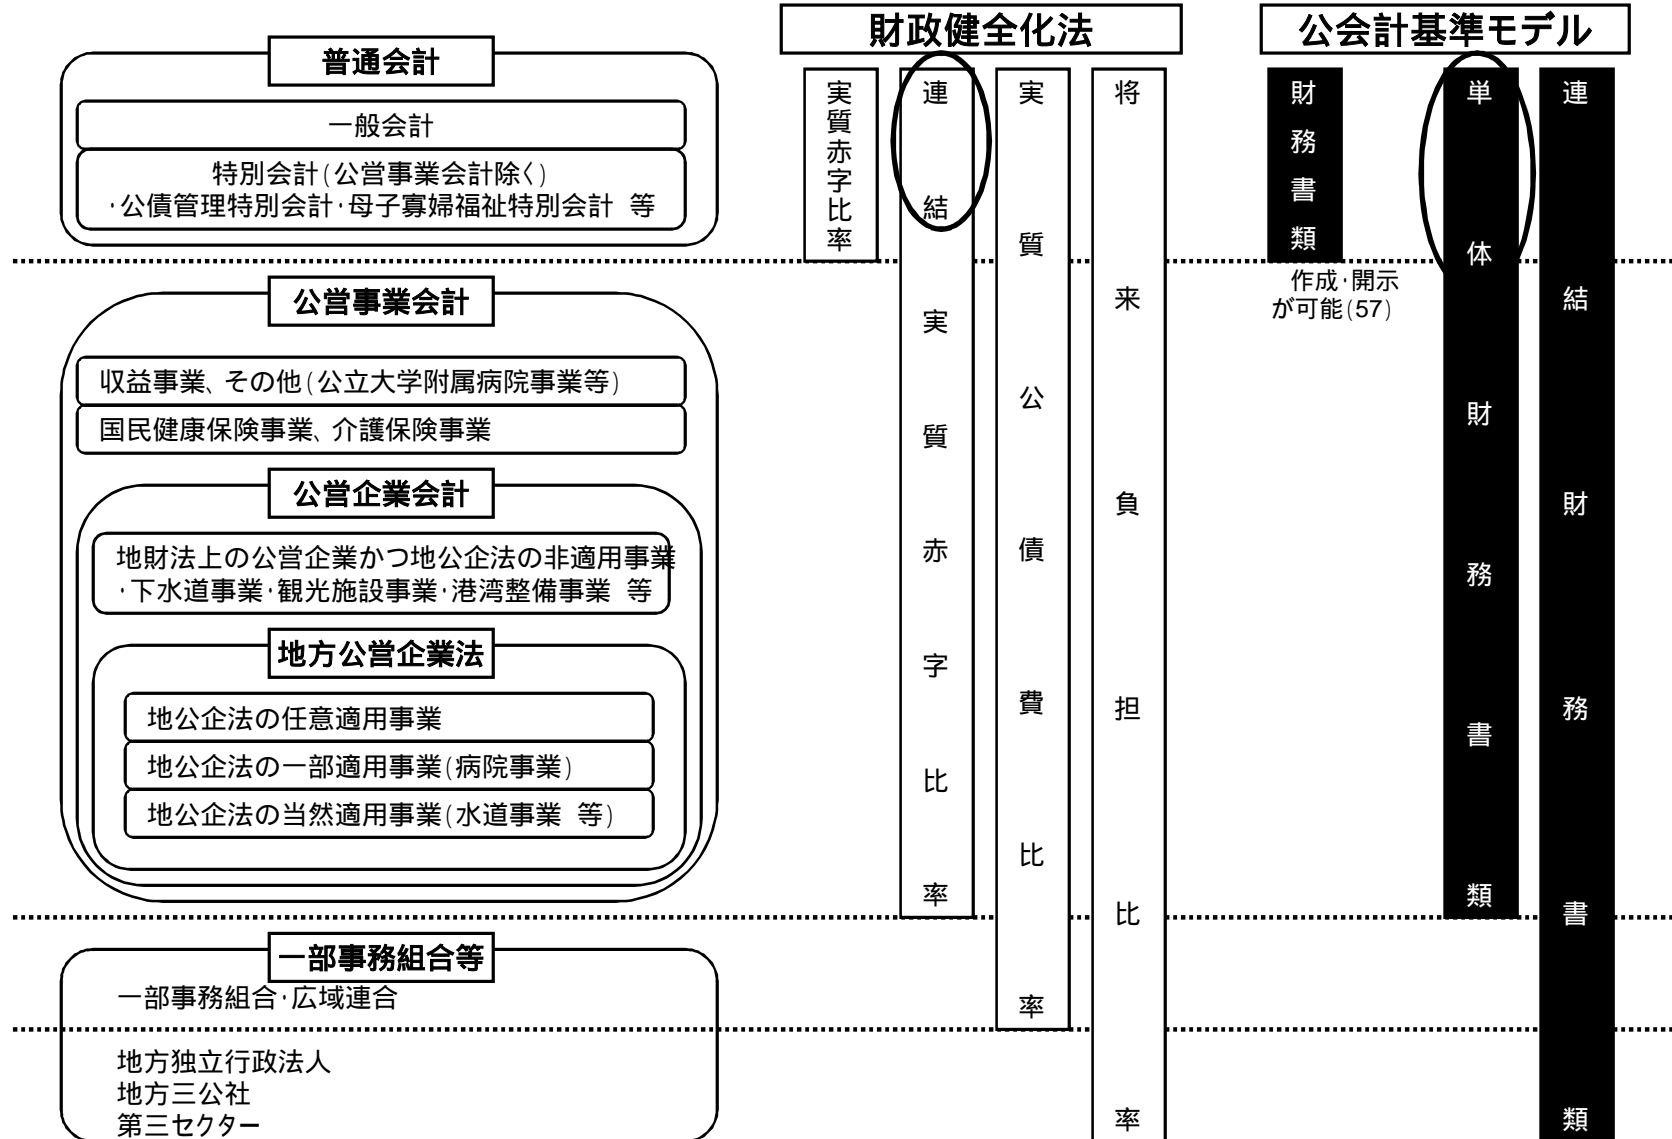 財政健全化法
公会計基準モデル
普通会計
一般会計
特別会計(公営事業会計除く)
・公債管理特別会計・母子寡婦福祉特別会計 等
公営事業会計
収益事業、その他(公立大学附属病院事業等)
国民健康保険事業、介護保険事業
公営企業会計
地財法上の公営企業かつ地公企法の非適用事業
・下水道事業・観光施設事業・港湾整備事業 等
地方公営企業法
地公企法の任意適用事業
地公企法の一部適用事業(病院事業)
地公企法の当然適用事業(水道事業 等)
一部事務組合等
一部事務組合・広域連合
地方独立行政法人
地方三公社
第三セクター
実質赤字比率
連結実質赤字比率
実質公債費比率
将来負担比率
財務書類
作成・開示
が可能(57)
単体財務書類
連結財務書類